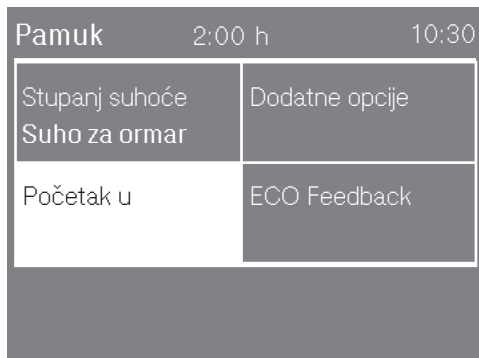 Pamuk 2:00 h 10:30
Stupanj suhoće Dodatne opcije
Suho za ormar
Početak u ECO Feedback